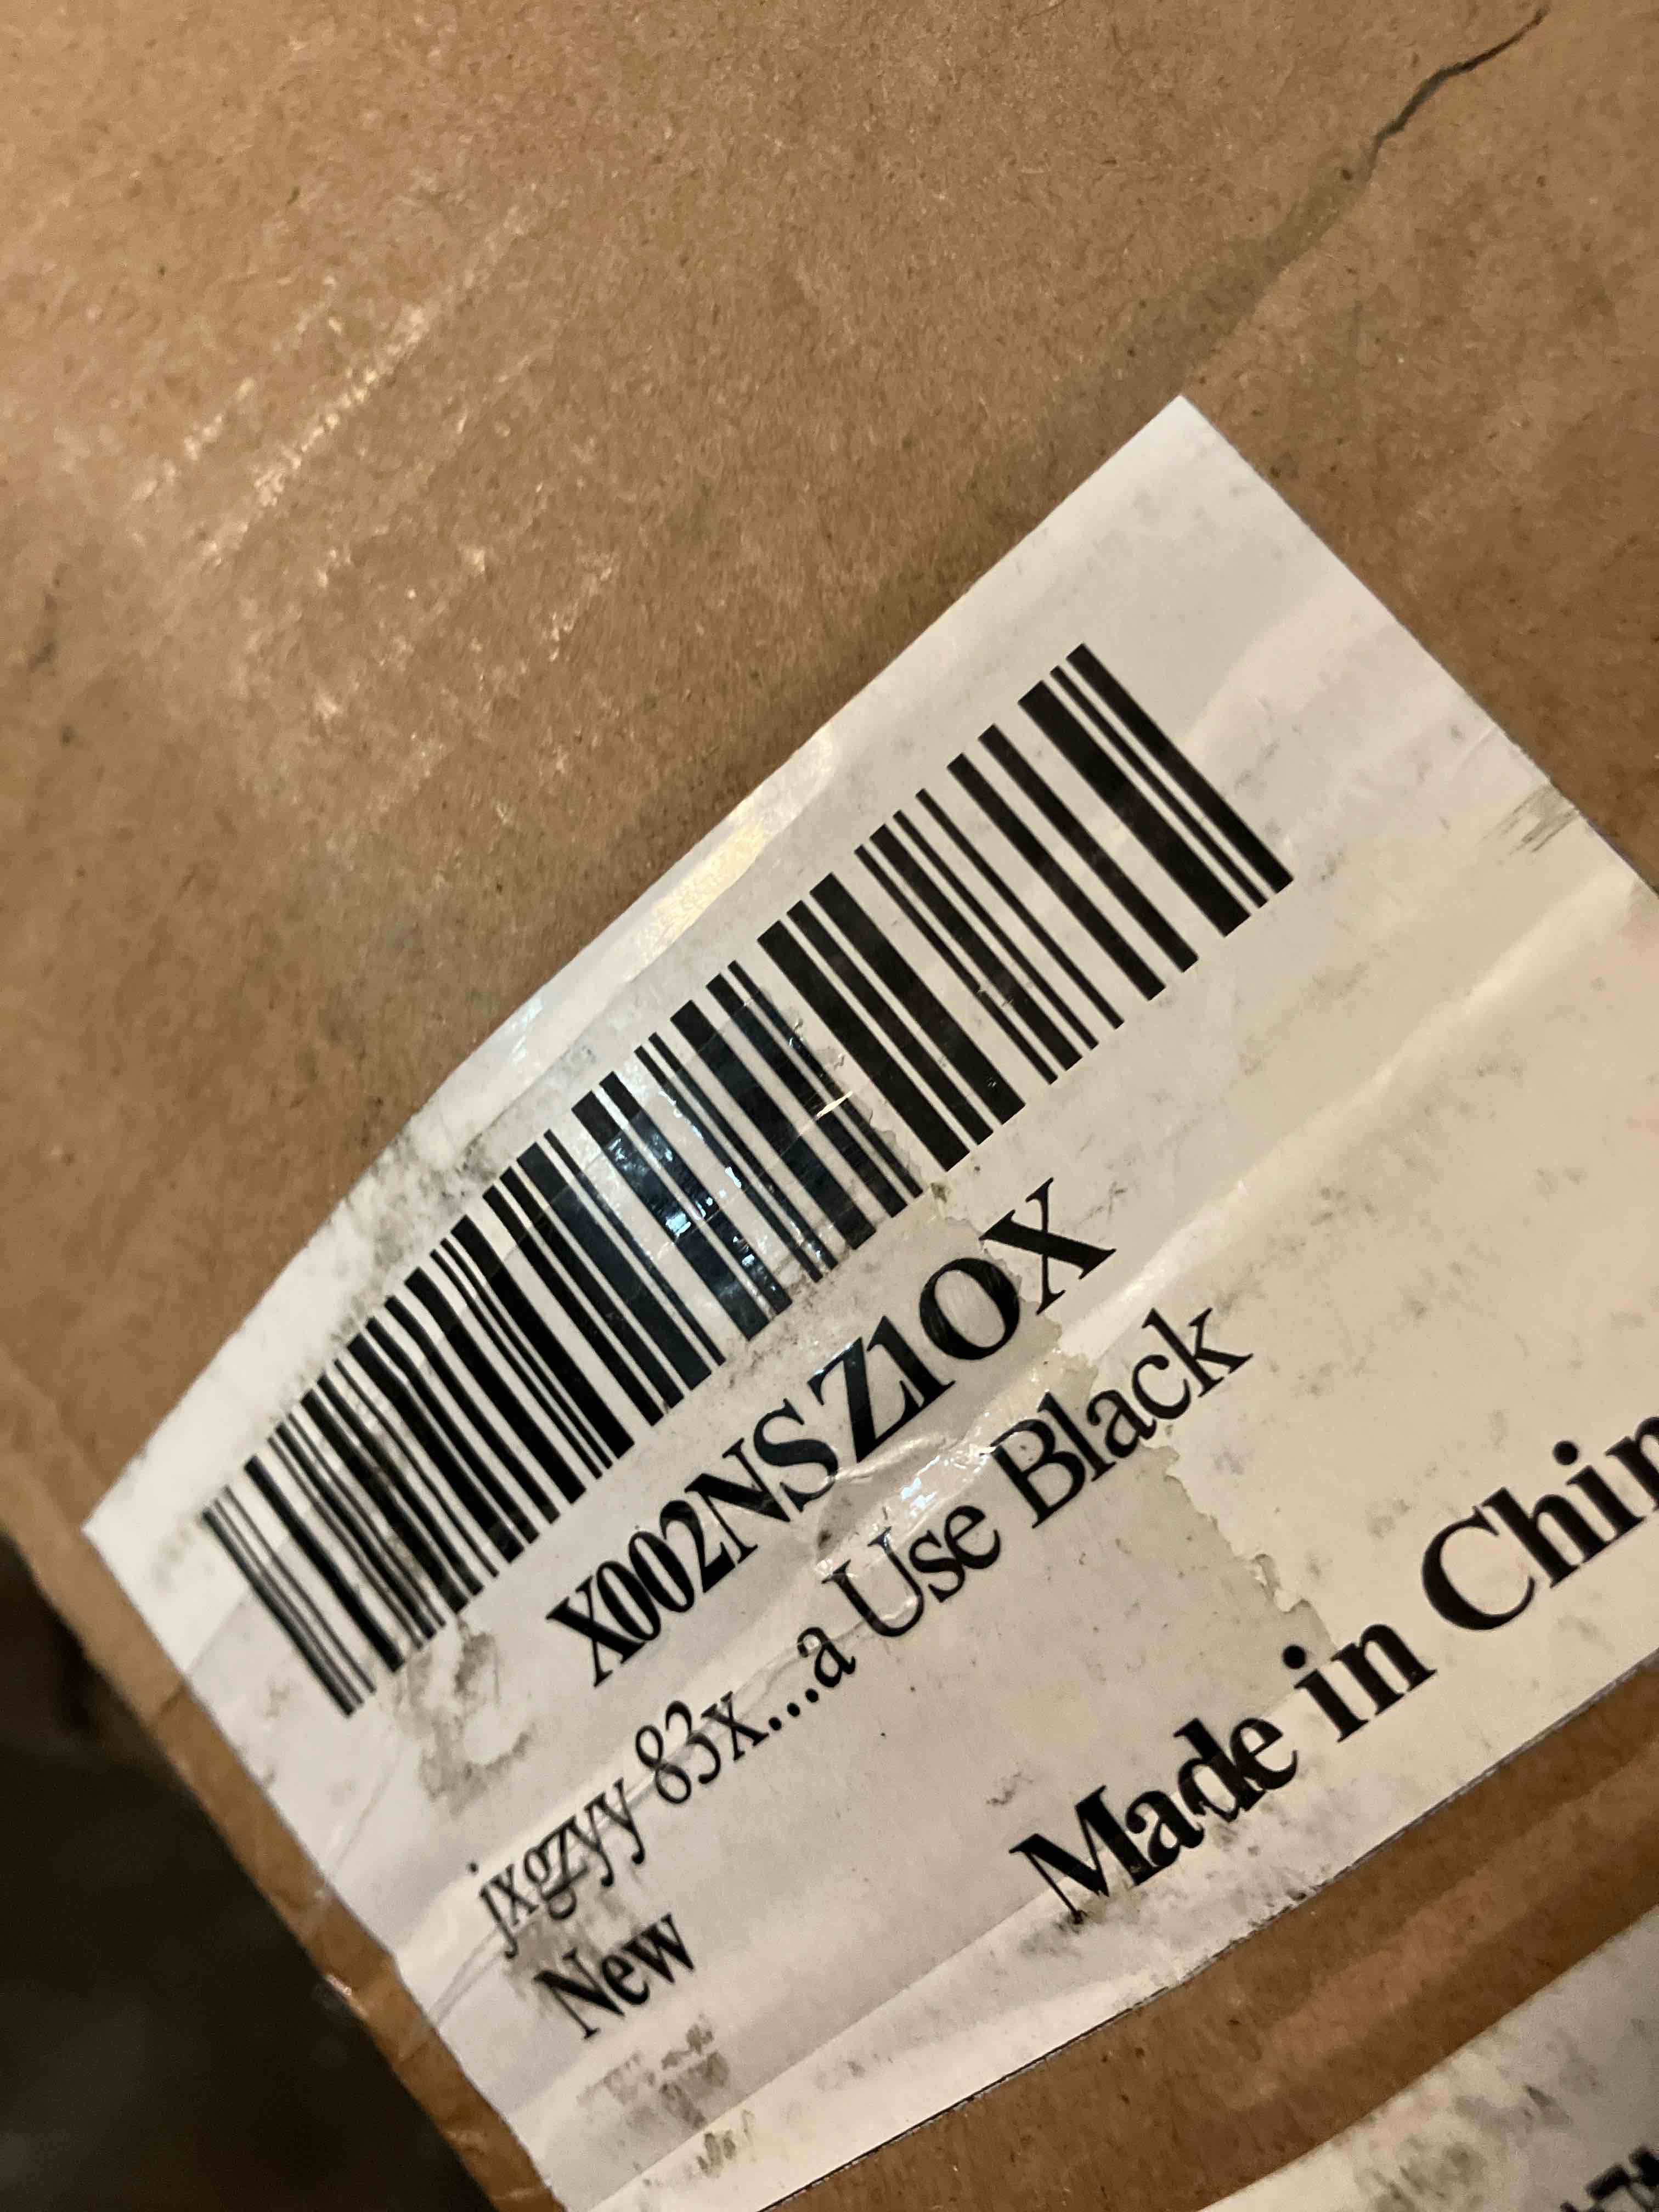 X002NSZ1OX
jxgzyy 83x...a Use Black
New
Made in Chin